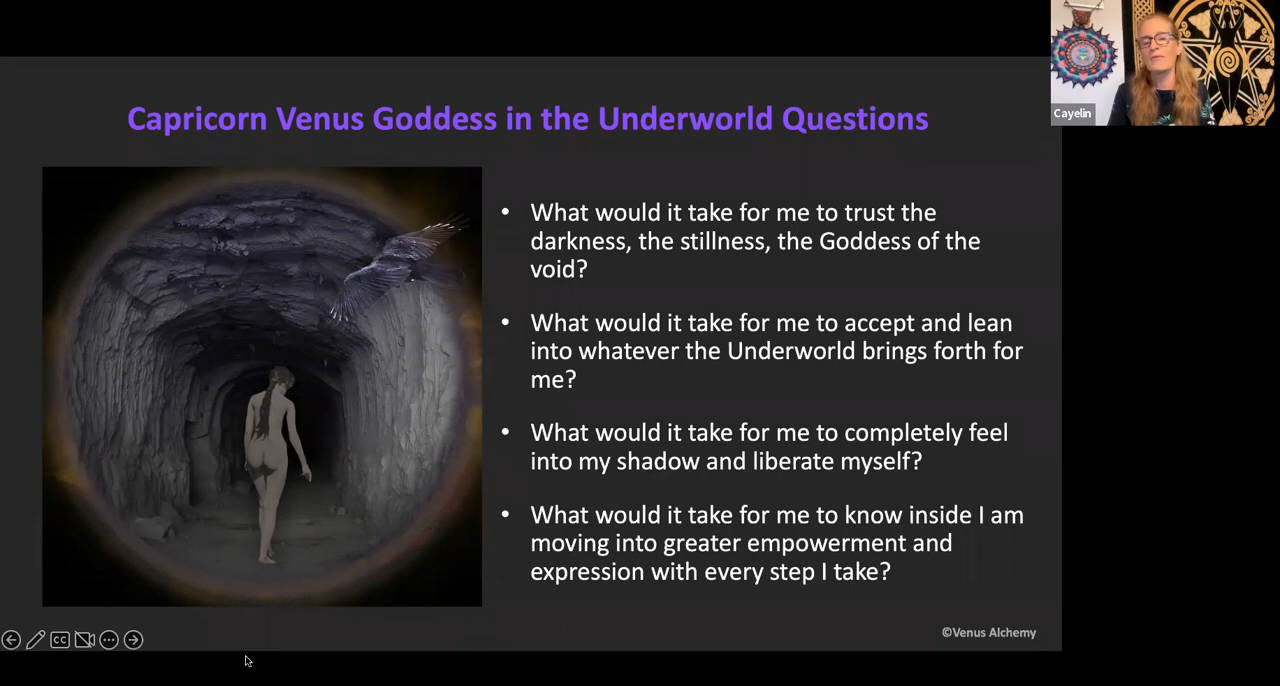 Capricorn Venus Goddess in the Underworld Questions
Cayelin
• What would it take for me to trust the
darkness, the stillness, the Goddess of the
void?
• What would it take for me to accept and lean
into whatever the Underworld brings forth for
me?
• What would it take for me to completely feel
into my shadow and liberate myself?
• What would it take for me to know inside I am
moving into greater empowerment and
expression with every step I take?
©Venus Alchemy
CC